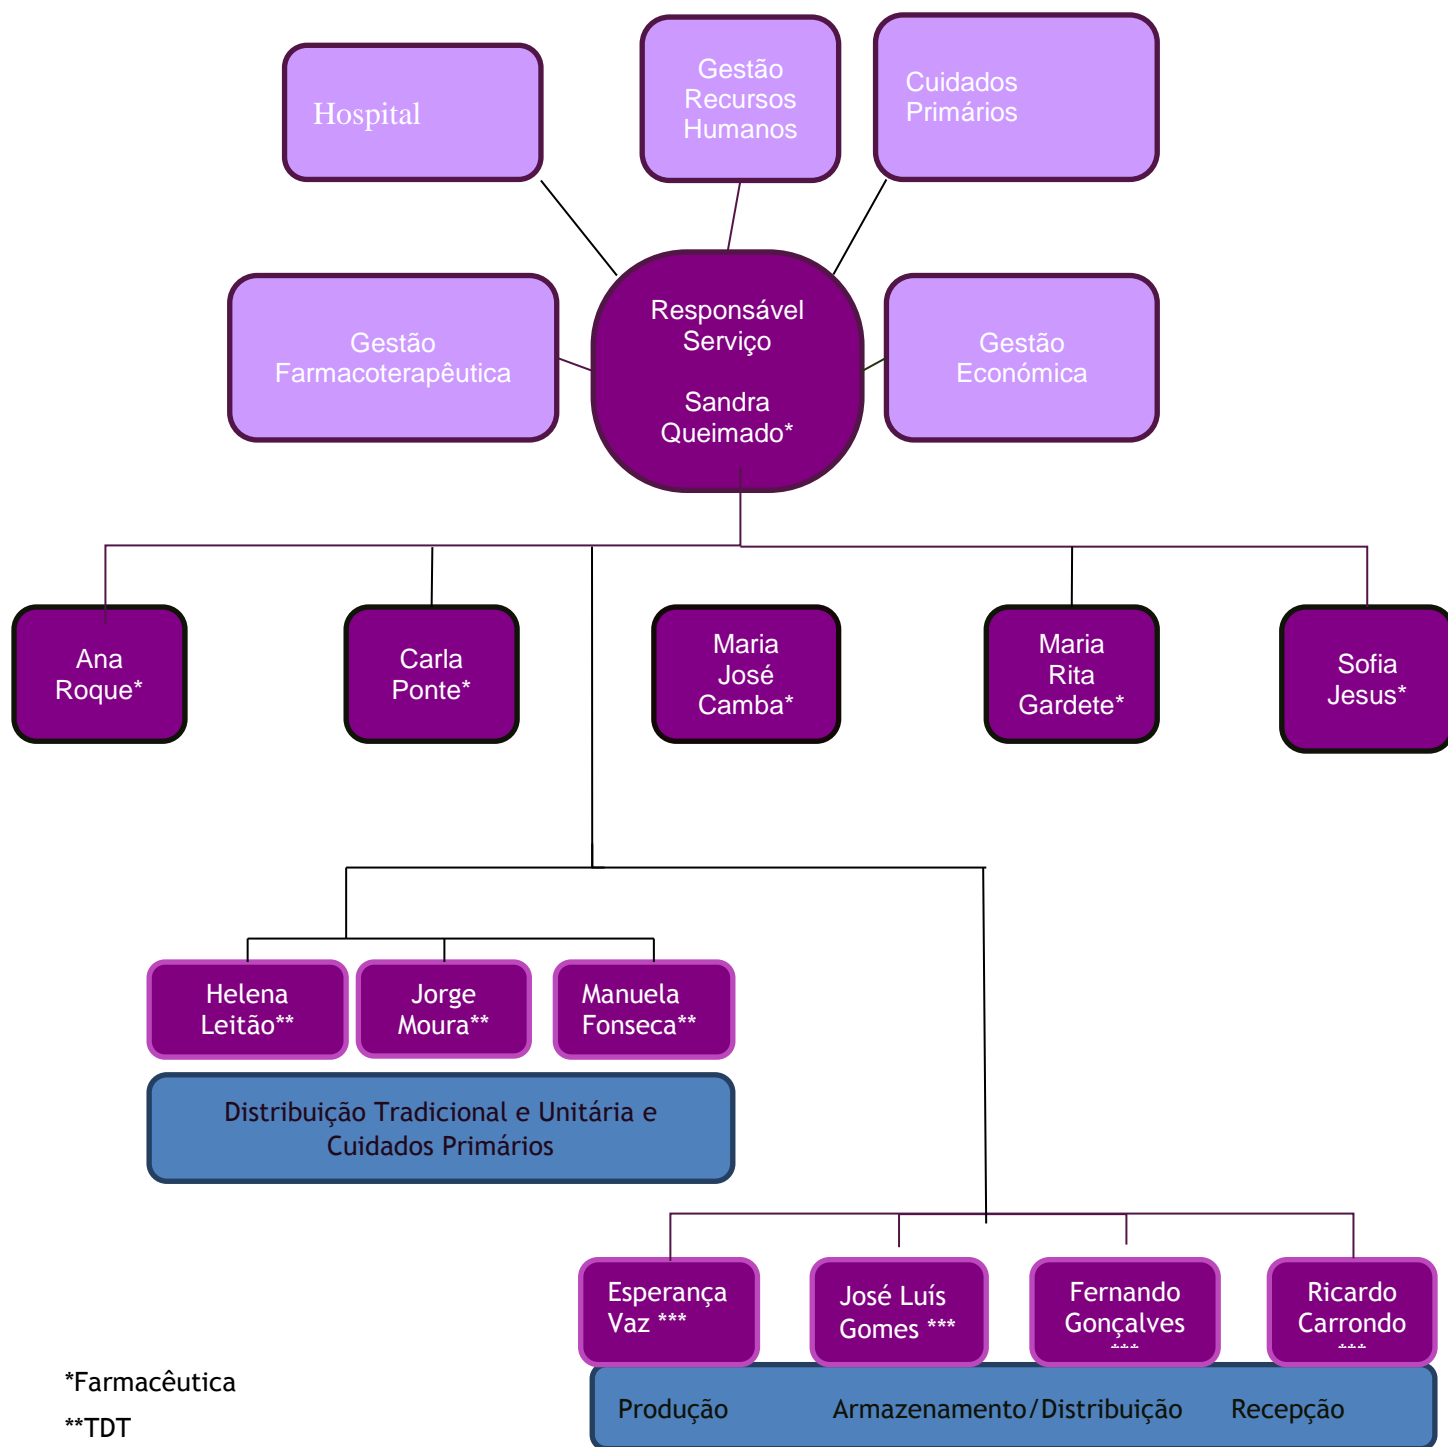 Hospital
Gestão
Recursos
Humanos
Cuidados
Primários
Gestão
Farmacoterapêutica
Responsável
Serviço
Sandra
Queimado*
Gestão
Económica
Ana
Roque*
Carla
Ponte*
Maria
José
Camba*
Maria
Rita
Gardete*
Sofia
Jesus*
Helena
Leitão**
Jorge
Moura**
Manuela
Fonseca**
Distribuição Tradicional e Unitária e
Cuidados Primários
Esperança
Vaz ***
José Luís
Gomes ***
Fernando
Gonçalves
***
Ricardo
Carrondo
***
Produção Armazenamento/Distribuição Recepção
*Farmacêutica
**TDT